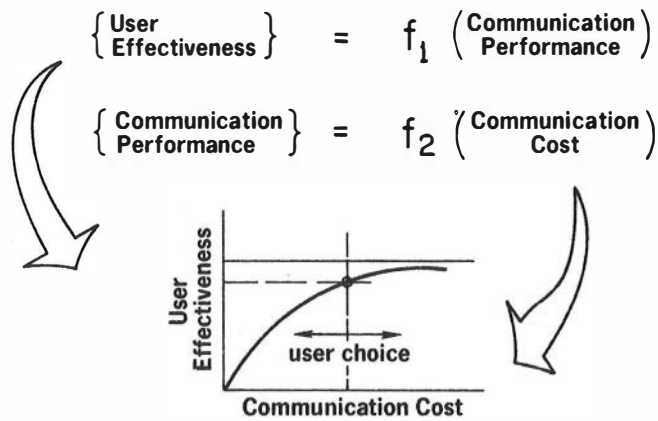 {User Effectiveness} = f1 (Communication Performance)
{Communication Performance} = f2 (Communication Cost)
User Effectiveness
user choice
Communication Cost